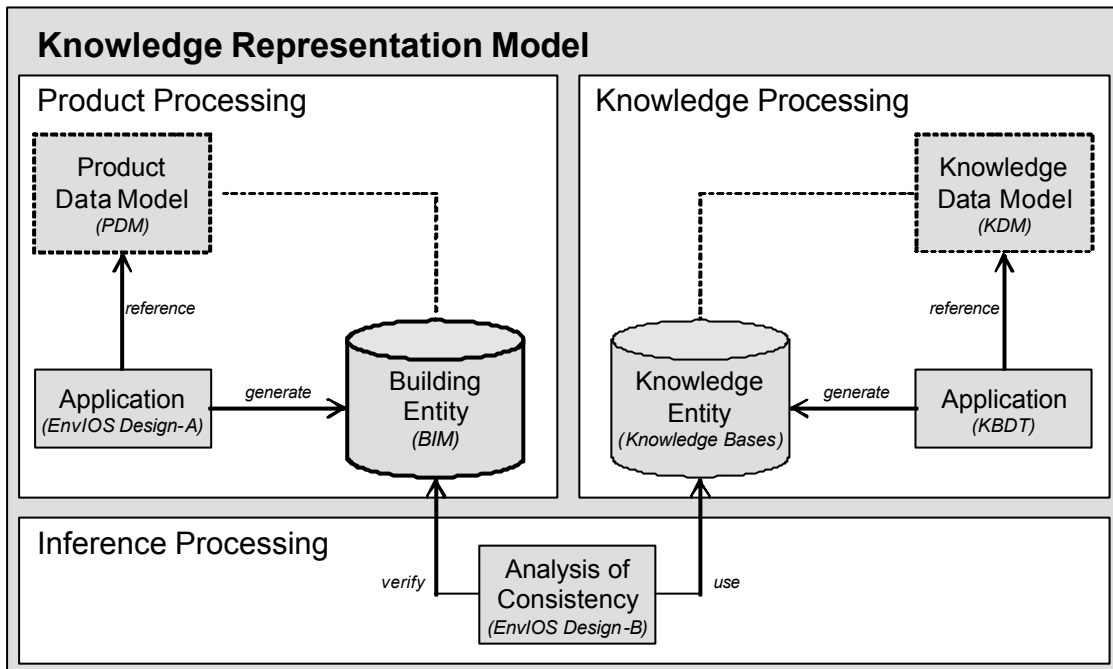 Knowledge Representation Model
Product Processing
Product
Data Model
(PDM)
reference
Application
(EnvIOS Design-A)
generate
Building
Entity
(BIM)
Knowledge Processing
Knowledge
Data Model
(KDM)
reference
Knowledge
Entity
(Knowledge Bases)
generate
Application
(KBDT)
Inference Processing
verify
Analysis of
Consistency
(EnvIOS Design-B)
use